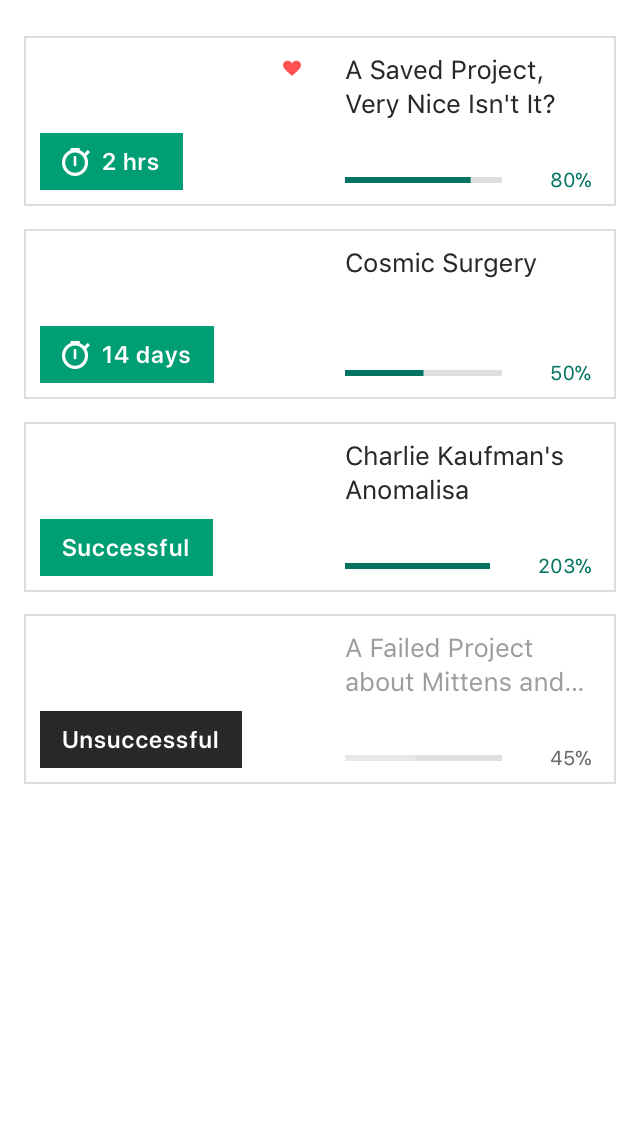 A Saved Project,
Very Nice Isn't It?
2 hrs
80%
Cosmic Surgery
14 days
50%
Charlie Kaufman's
Anomalisa
Successful
203%
A Failed Project
about Mittens and...
Unsuccessful
45%